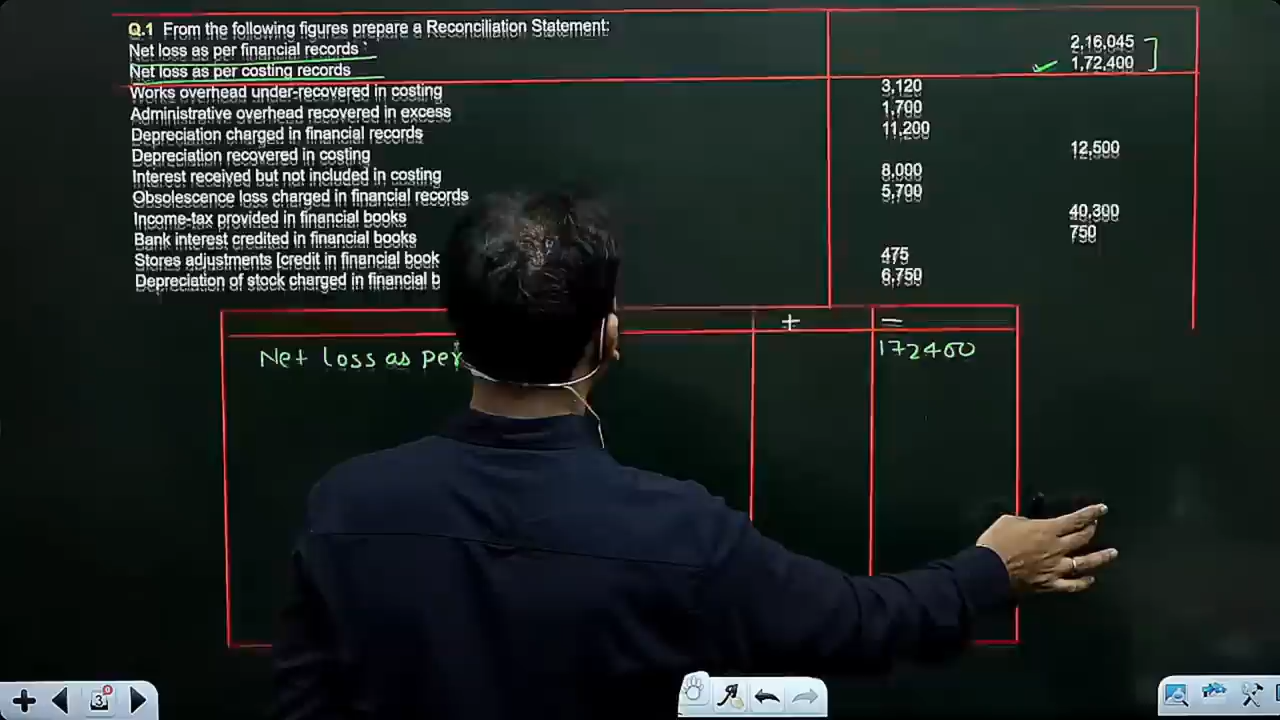 Q.1 From the following figures prepare a Reconciliation Statement:
Net loss as per financial records 2,16,045
Net loss as per costing records 1,72,400
Works overhead under-recovered in costing 3,120
Administrative overhead recovered in excess 1,700
Depreciation charged in financial records 11,200
Depreciation recovered in costing 12,500
Interest received but not included in costing 8,000
Obsolescence loss charged in financial records 5,700
Income-tax provided in financial books 40,300
Bank interest credited in financial books 750
Stores adjustments [credit in financial book 475
Depreciation of stock charged in financial b 6,750
+ −
Net loss as per 172400
3